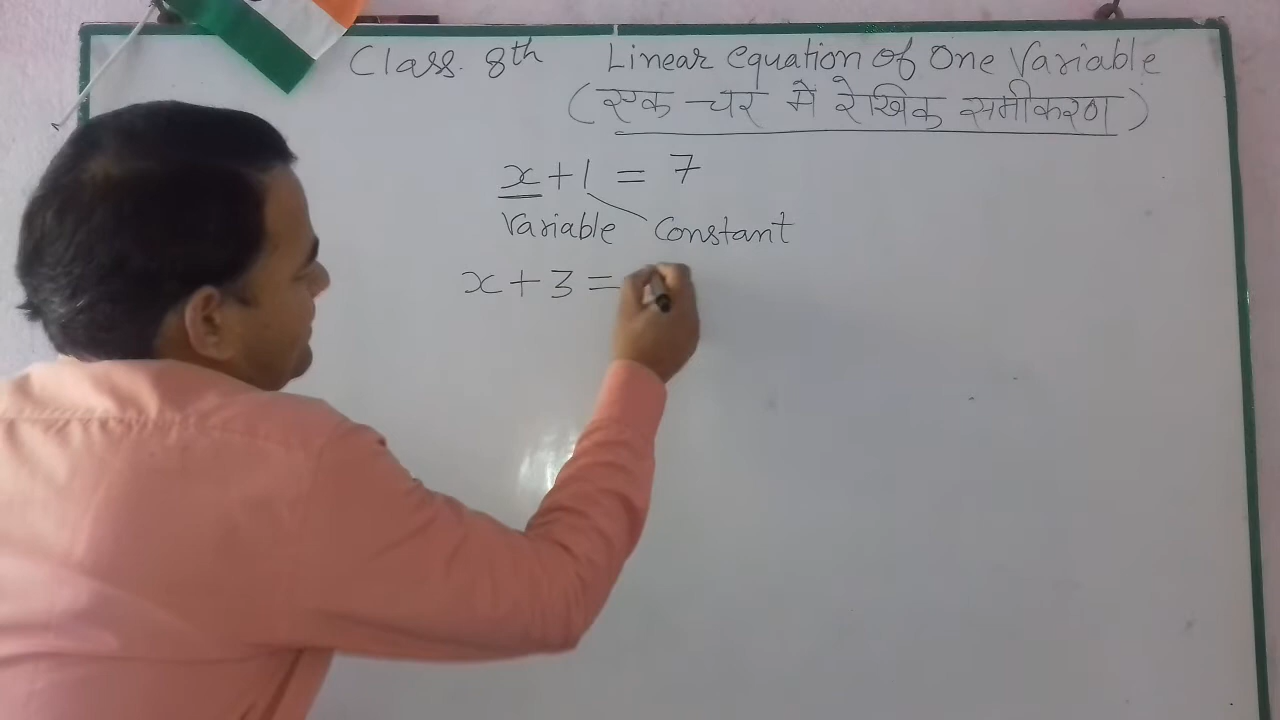 Class. 8th Linear equation of One Variable
(एक चर में रेखिक समीकरण)
x + 1 = 7
Variable Constant
x + 3 =